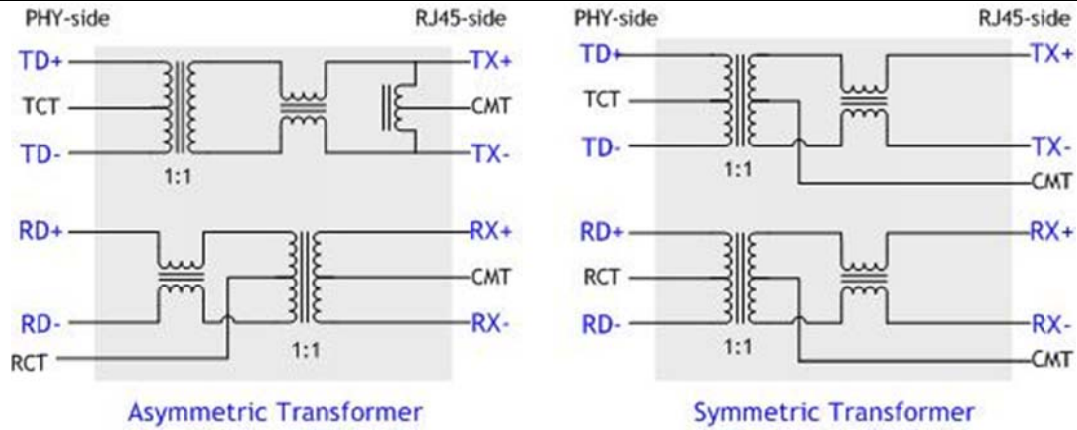 PHY-side RJ45-side
TD+ TX+
TCT CMT
TD- TX-
1:1
RD+ RX+
CMT
RD- RX-
RCT
1:1
Asymmetric Transformer
PHY-side RJ45-side
TD+ TX+
TCT
TD- TX-
1:1
CMT
RD+ RX+
RCT
RD- RX-
1:1
CMT
Symmetric Transformer